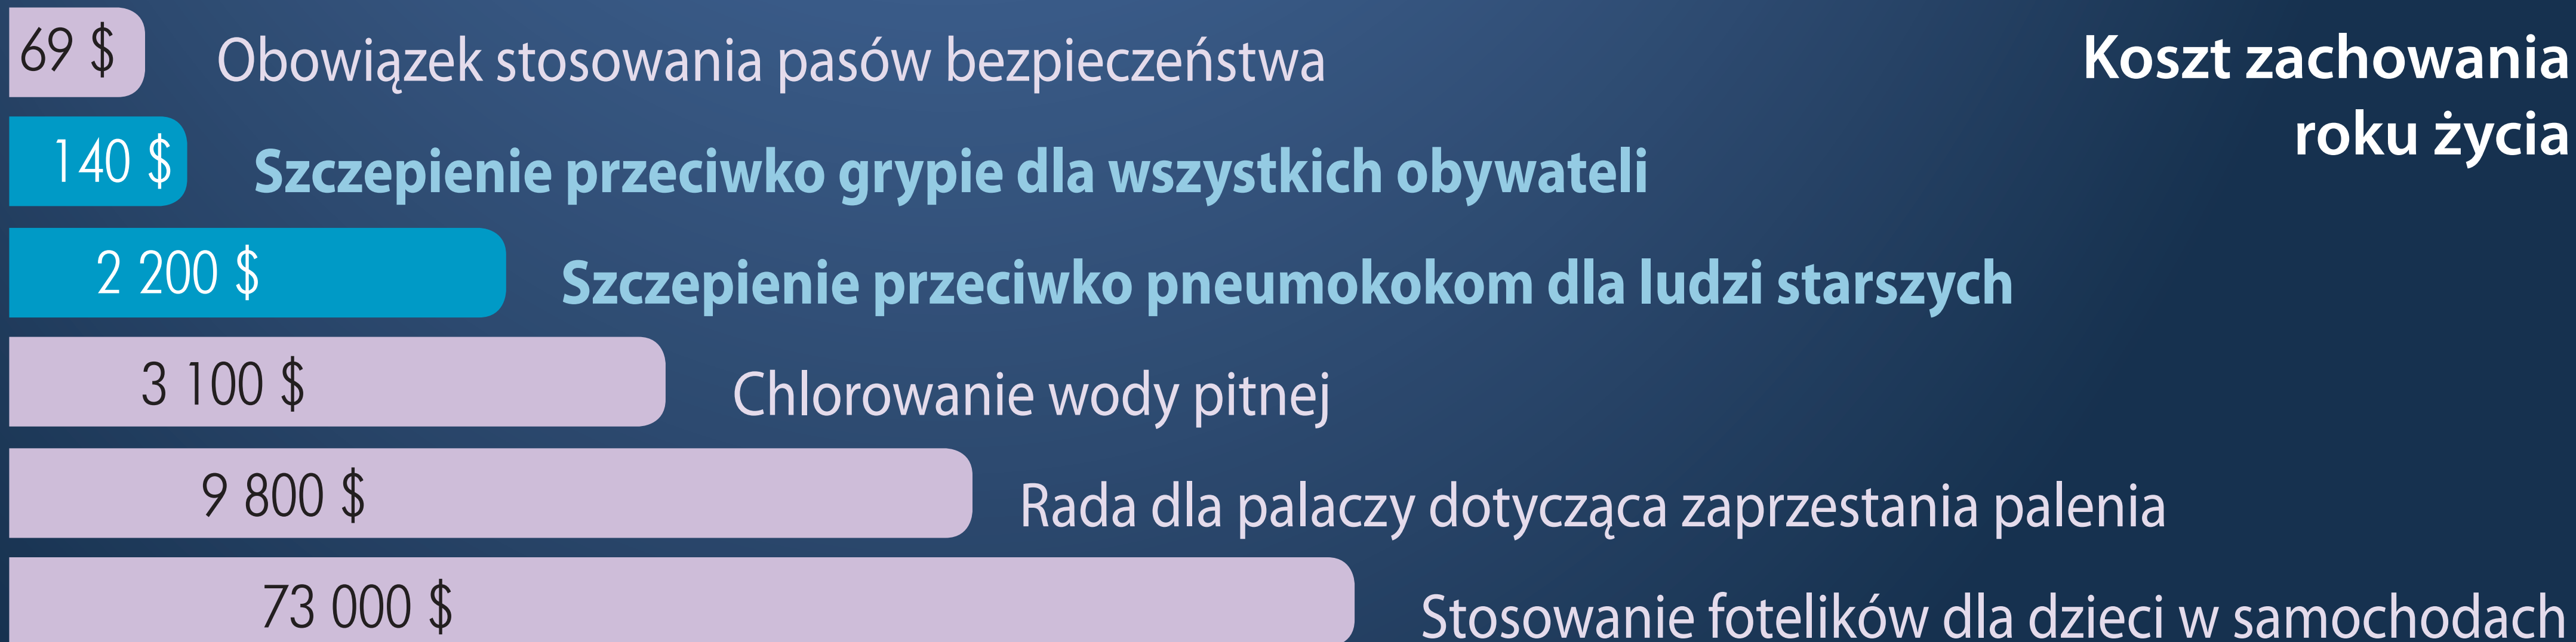 Koszt zachowania
roku życia
69 $ Obowiązek stosowania pasów bezpieczeństwa
140 $ Szczepienie przeciwko grypie dla wszystkich obywateli
2 200 $ Szczepienie przeciwko pneumokokom dla ludzi starszych
3 100 $ Chlorowanie wody pitnej
9 800 $ Rada dla palaczy dotycząca zaprzestania palenia
73 000 $ Stosowanie fotelików dla dzieci w samochodach